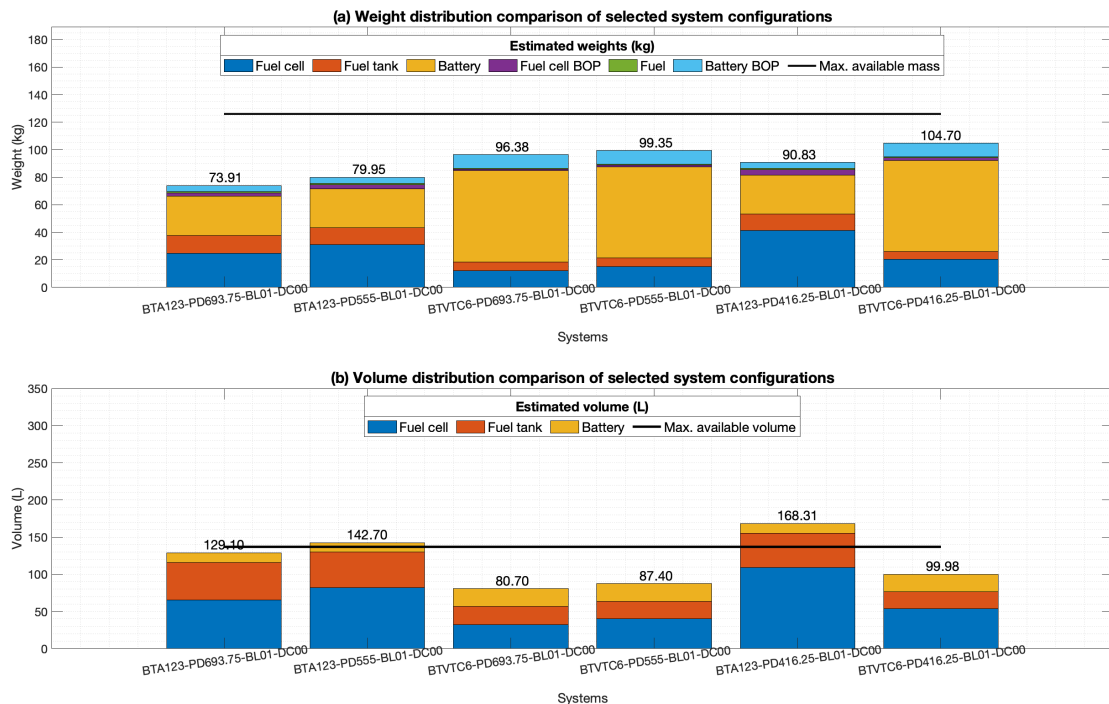 (a) Weight distribution comparison of selected system configurations
Estimated weights (kg)
Fuel cell Fuel tank Battery Fuel cell BOP Fuel Battery BOP Max. available mass
Weight (kg)
180
160
140
120
100
80
60
40
20
0
73.91 79.95 96.38 99.35 90.83 104.70
BTA123-PD693.75-BL01-DC00 BTA123-PD555-BL01-DC00 BTVTC6-PD693.75-BL01-DC00 BTVTC6-PD555-BL01-DC00 BTA123-PD416.25-BL01-DC00 BTVTC6-PD416.25-BL01-DC00
Systems
(b) Volume distribution comparison of selected system configurations
Estimated volume (L)
Fuel cell Fuel tank Battery Max. available volume
Volume (L)
350
300
250
200
150
100
50
0
129.10 142.70 80.70 87.40 168.31 99.98
BTA123-PD693.75-BL01-DC00 BTA123-PD555-BL01-DC00 BTVTC6-PD693.75-BL01-DC00 BTVTC6-PD555-BL01-DC00 BTA123-PD416.25-BL01-DC00 BTVTC6-PD416.25-BL01-DC00
Systems